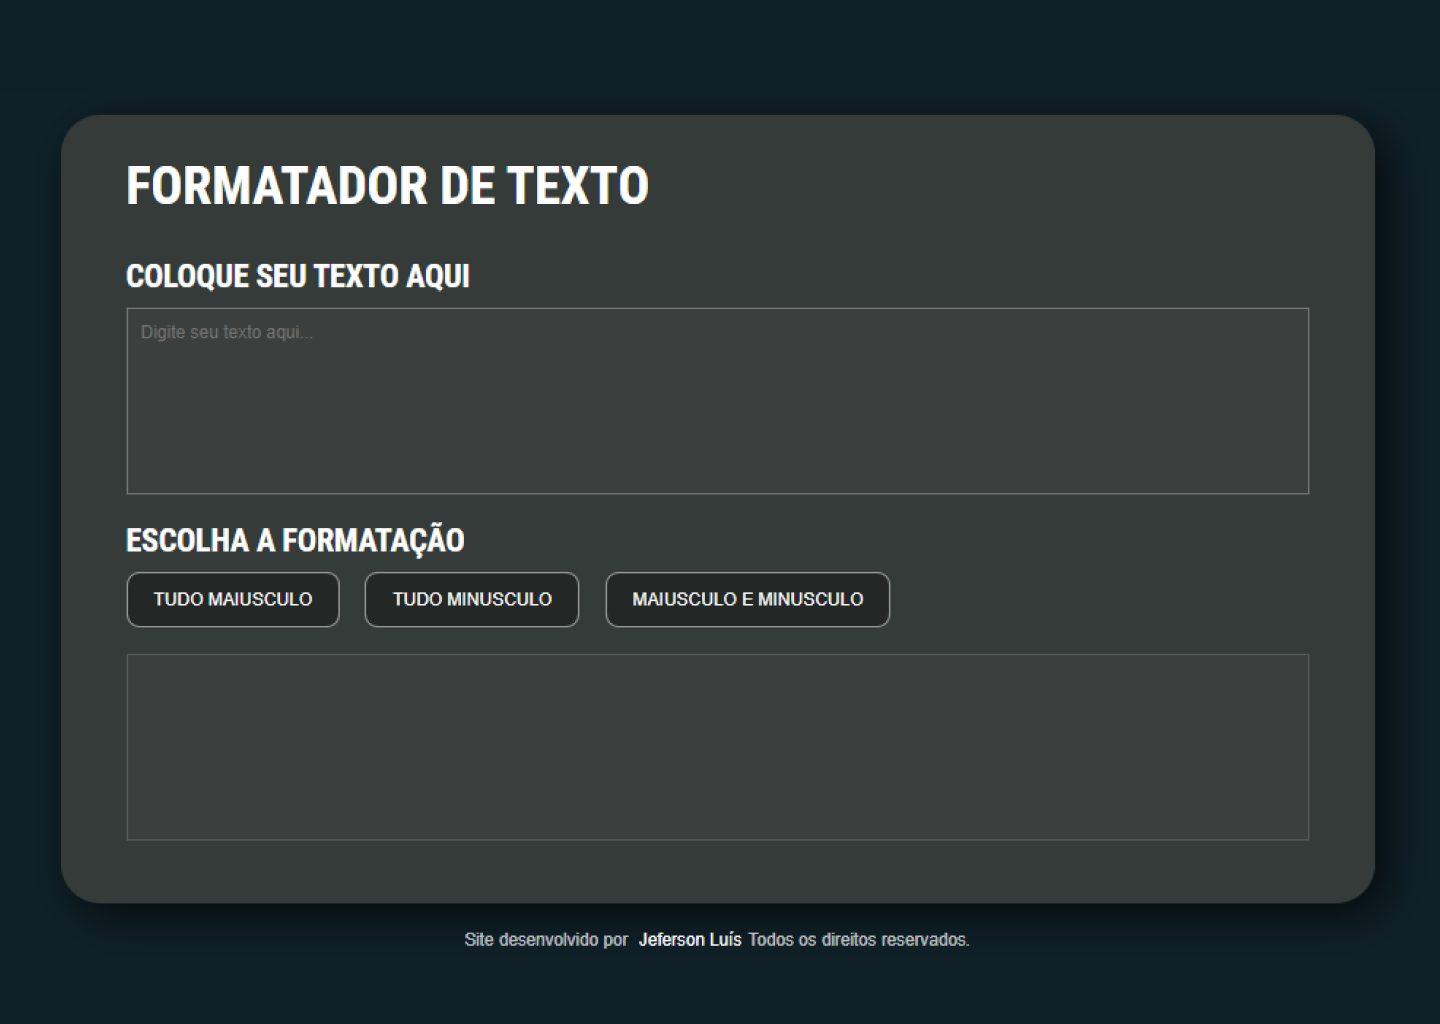 FORMATADOR DE TEXTO
COLOQUE SEU TEXTO AQUI
Digite seu texto aqui...
ESCOLHA A FORMATAÇÃO
TUDO MAIUSCULO TUDO MINUSCULO MAIUSCULO E MINUSCULO
Site desenvolvido por Jeferson Luís Todos os direitos reservados.